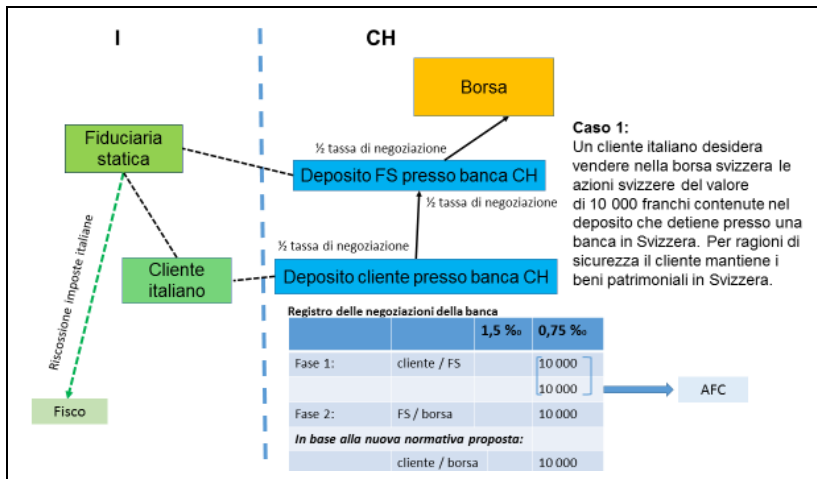 I
CH
Borsa
Fiduciaria
statica
½ tassa di negoziazione
Deposito FS presso banca CH
½ tassa di negoziazione
½ tassa di negoziazione
Cliente
italiano
Deposito cliente presso banca CH
Riscossione imposte italiane
Fisco
Caso 1:
Un cliente italiano desidera
vendere nella borsa svizzera le
azioni svizzere del valore
di 10 000 franchi contenute nel
deposito che detiene presso una
banca in Svizzera. Per ragioni di
sicurezza il cliente mantiene i
beni patrimoniali in Svizzera.
Registro delle negoziazioni della banca
1,5 ‰ 0,75 ‰
Fase 1: cliente / FS 10 000
10 000
AFC
Fase 2: FS / borsa 10 000
In base alla nuova normativa proposta:
cliente / borsa 10 000